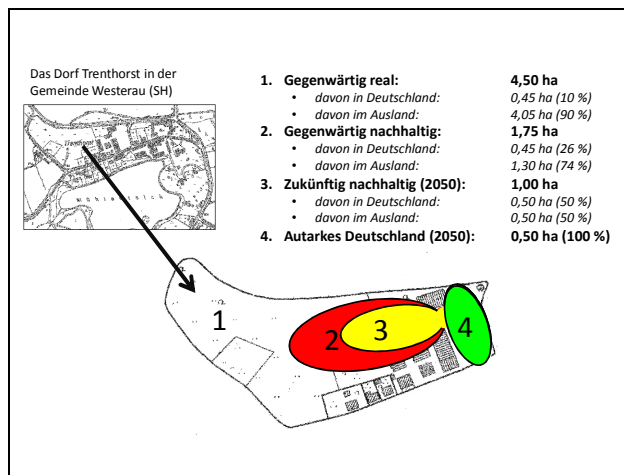 Das Dorf Trenthorst in der
Gemeinde Westerau (SH)
1. Gegenwärtig real: 4,50 ha
• davon in Deutschland: 0,45 ha (10 %)
• davon im Ausland: 4,05 ha (90 %)
2. Gegenwärtig nachhaltig: 1,75 ha
• davon in Deutschland: 0,45 ha (26 %)
• davon im Ausland: 1,30 ha (74 %)
3. Zukünftig nachhaltig (2050): 1,00 ha
• davon in Deutschland: 0,50 ha (50 %)
• davon im Ausland: 0,50 ha (50 %)
4. Autarkes Deutschland (2050): 0,50 ha (100 %)
1
2
3
4